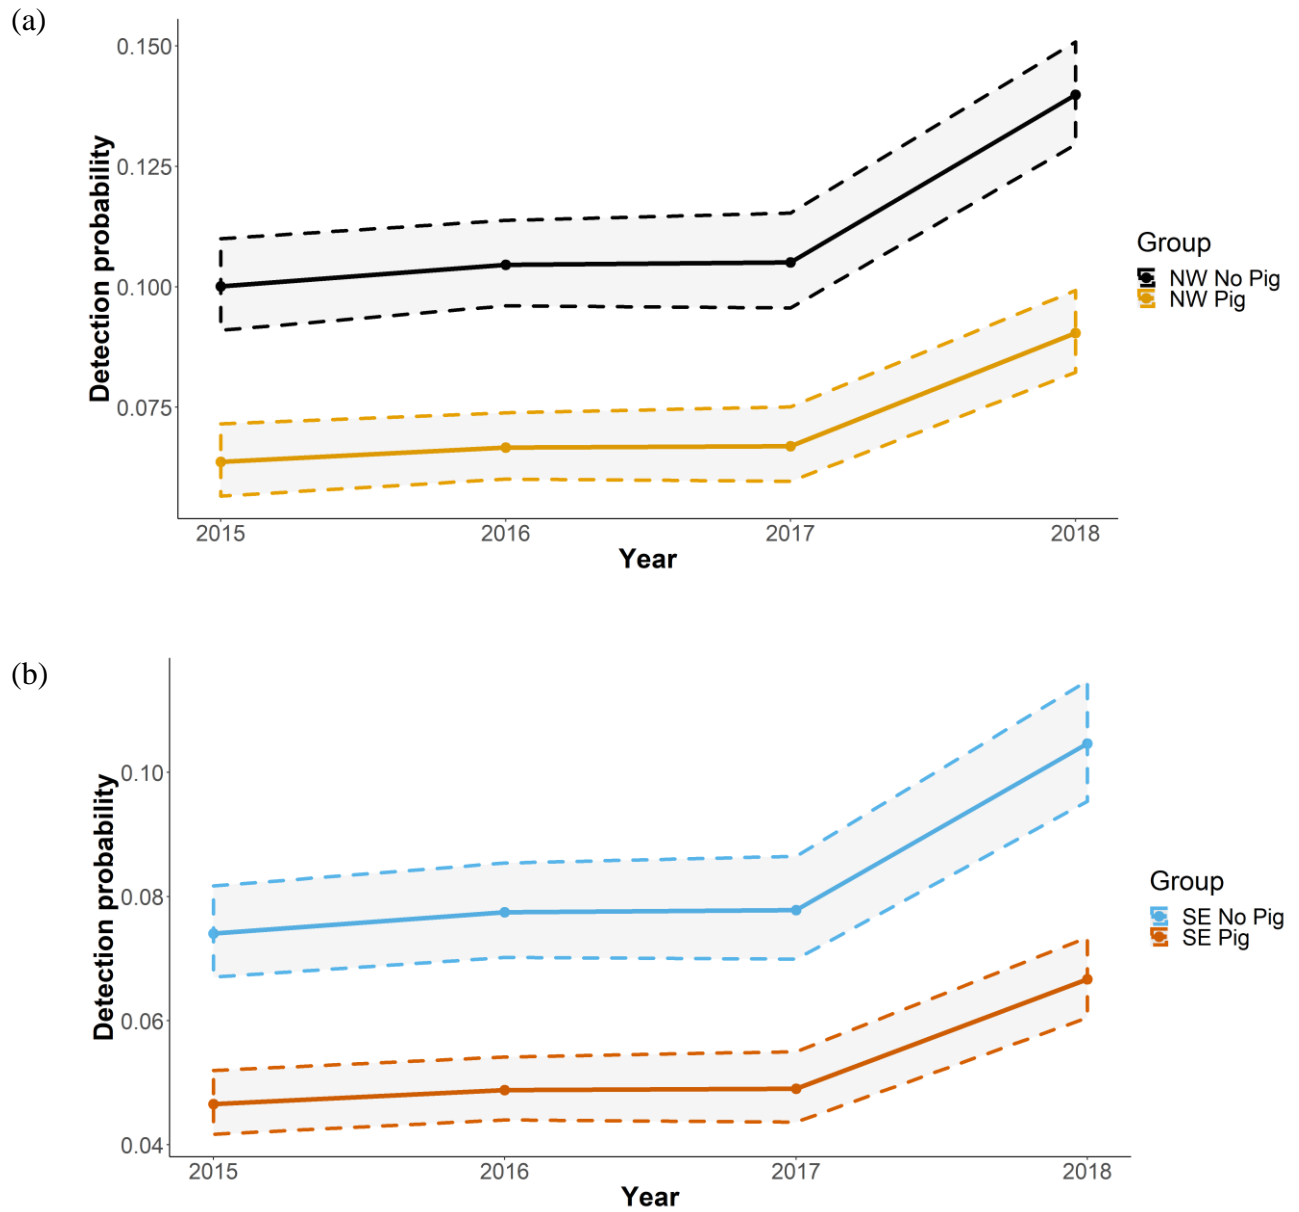 (a)
0.150
0.125
0.100
0.075
Detection probability
2015 2016 2017 2018
Year
Group
NW No Pig
NW Pig
(b)
0.10
0.08
0.06
0.04
Detection probability
2015 2016 2017 2018
Year
Group
SE No Pig
SE Pig